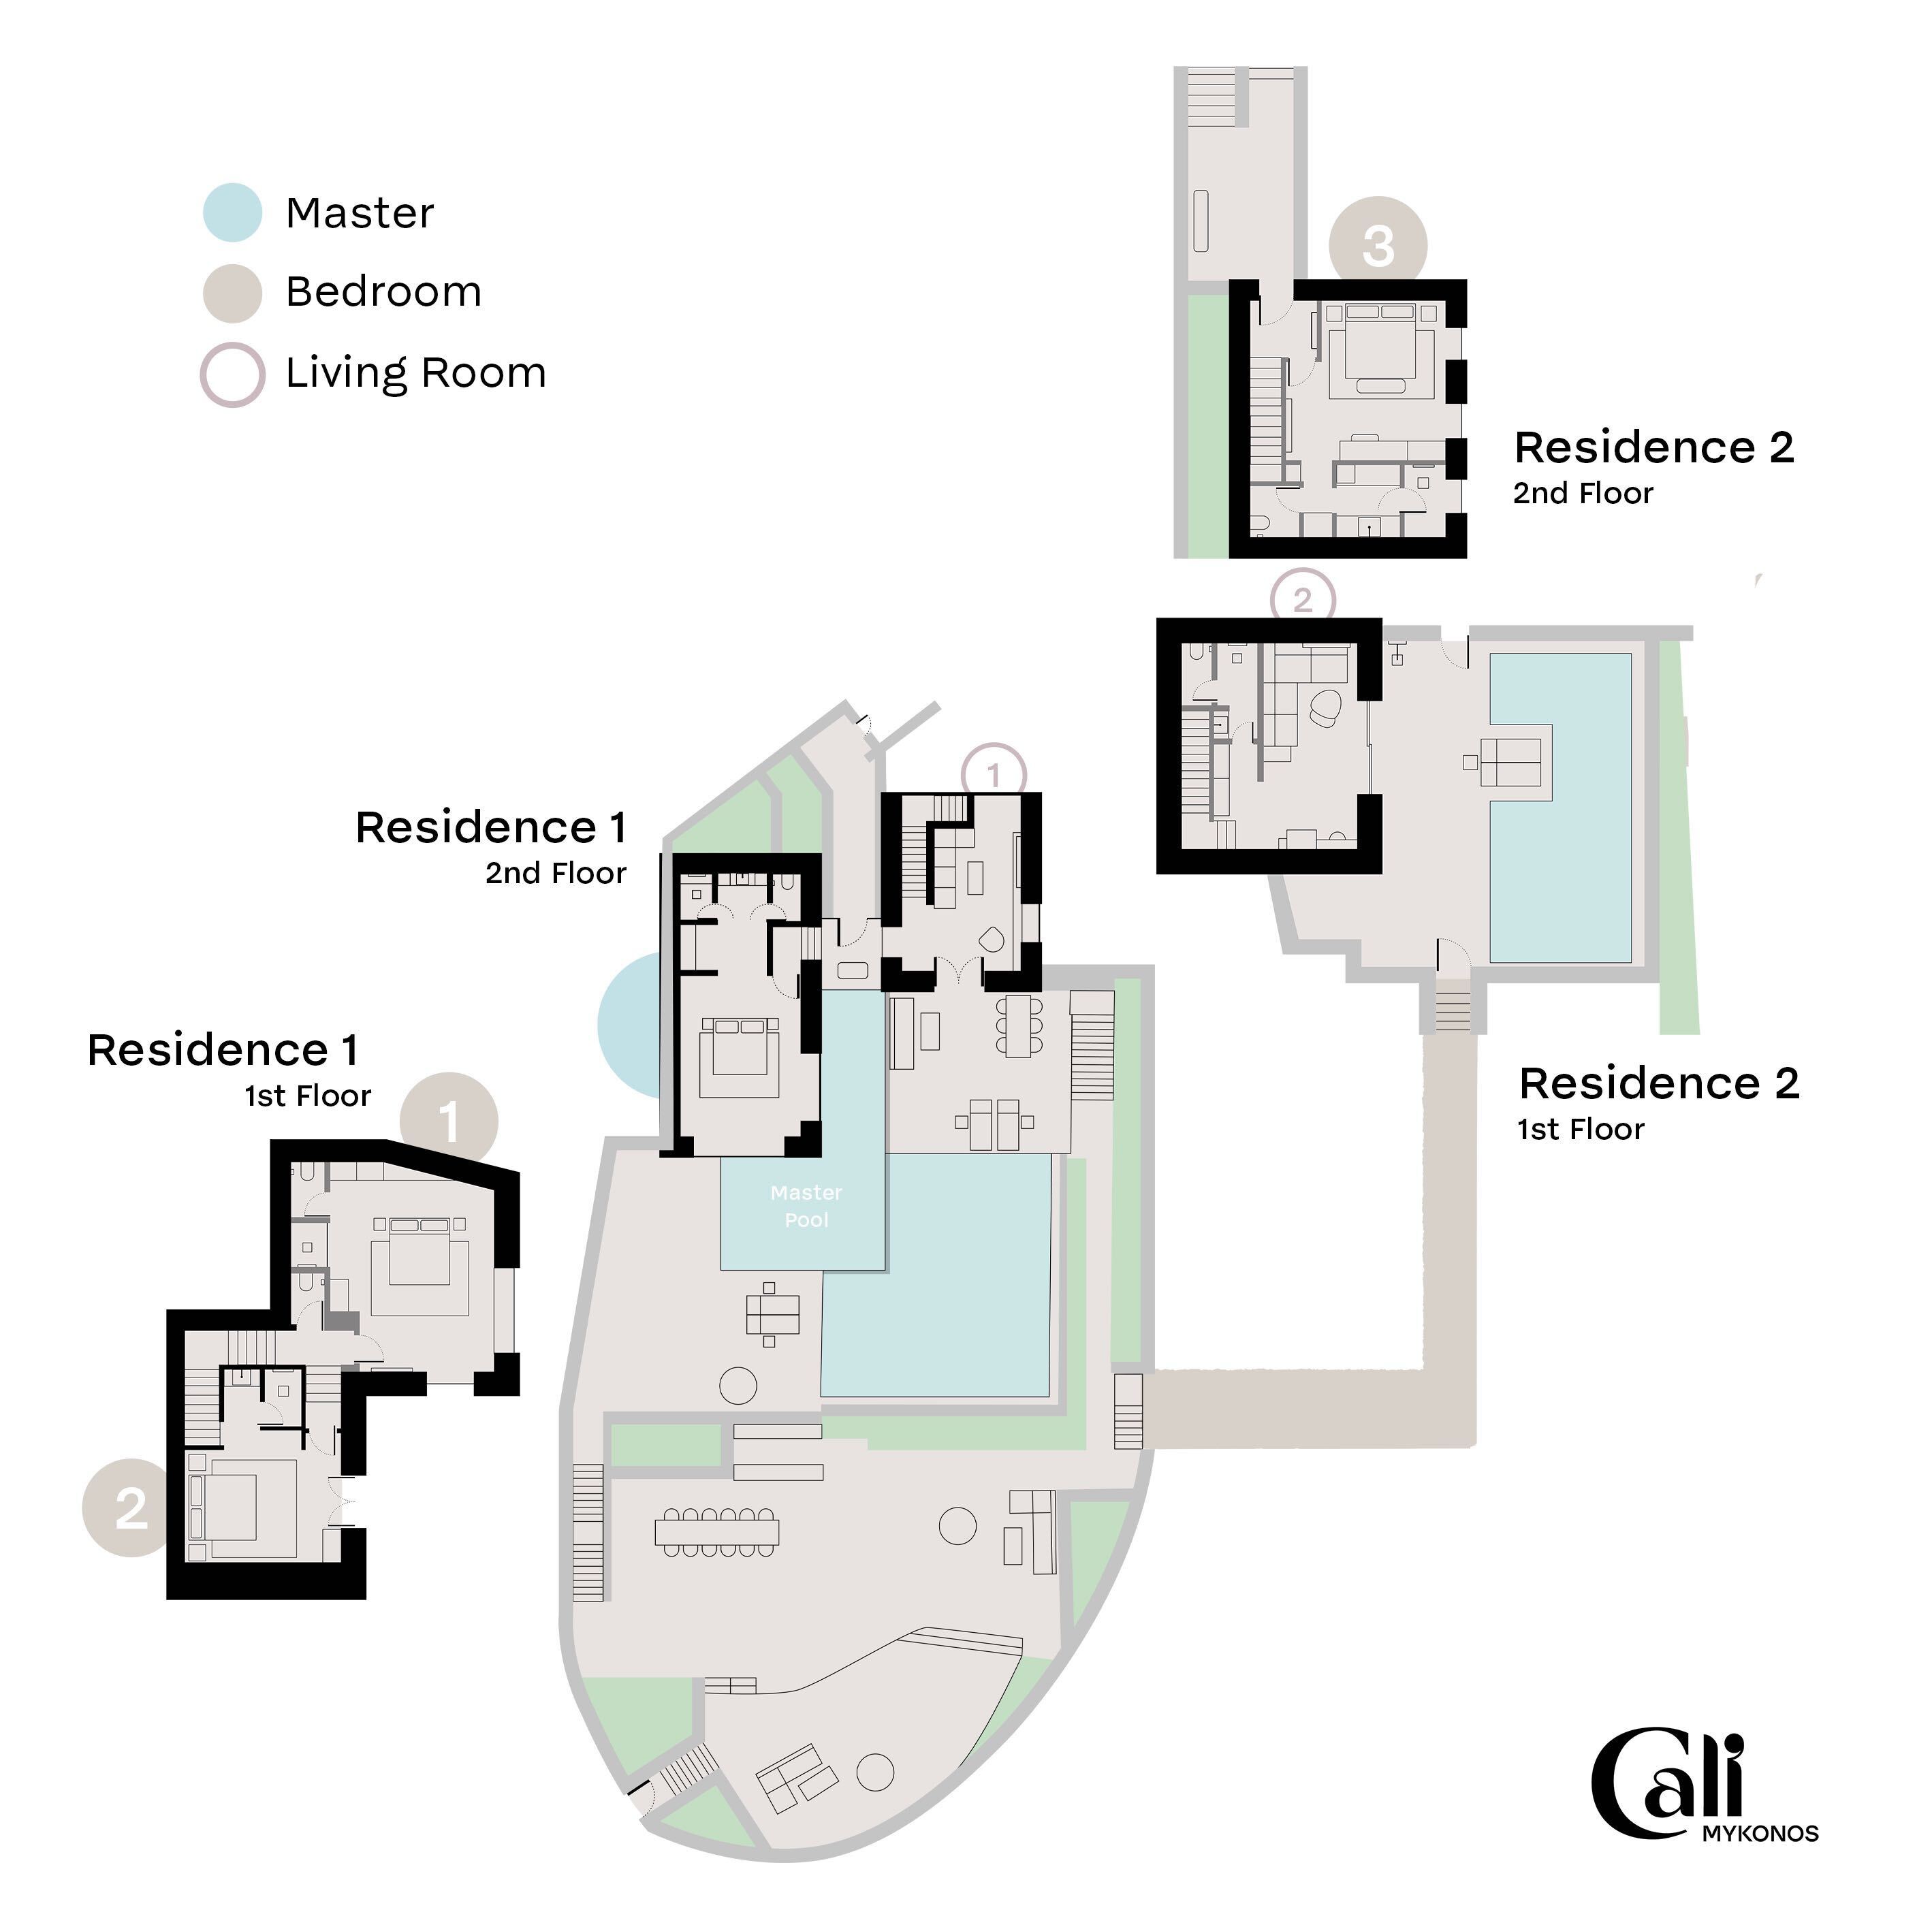 Master
Bedroom
Living Room
3
Residence 2
2nd Floor
2
1
Residence 1
2nd Floor
Residence 1
1st Floor
1
Residence 2
1st Floor
Master
Pool
2
Cali
MYKONOS